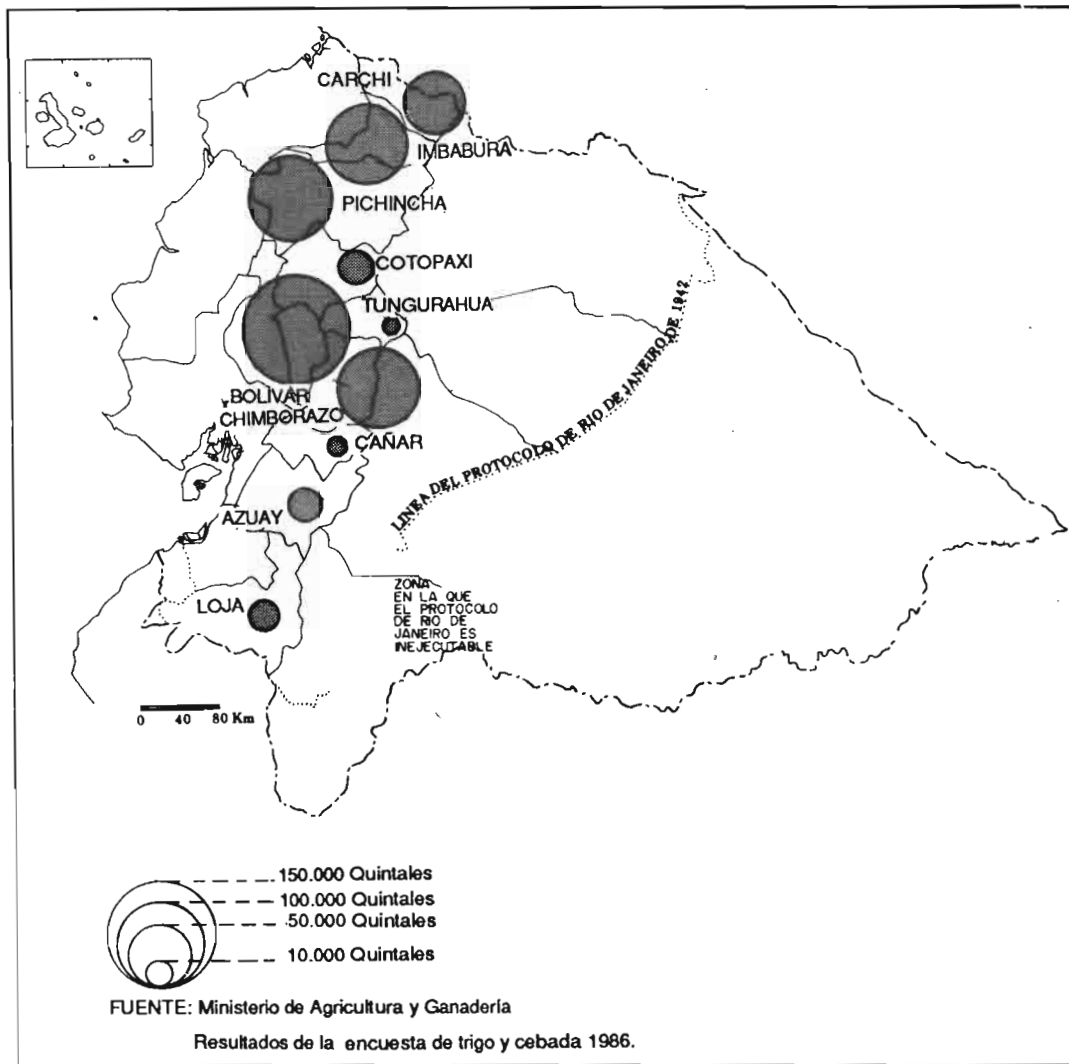 CARCHI
IMBABURA
PICHINCHA
COTOPAXI
TUNGURAHUA
BOLIVAR
CHIMBORAZO
CAÑAR
AZUAY
LOJA
LINEA DEL PROTOCOLO DE RIO DE JANEIRO DE 1942
ZONA
EN LA QUE
EL PROTOCOLO
DE RIO DE
JANEIRO ES
INEJECUTABLE
0 40 80 Km
150.000 Quintales
100.000 Quintales
50.000 Quintales
10.000 Quintales
FUENTE: Ministerio de Agricultura y Ganadería
Resultados de la encuesta de trigo y cebada 1986.